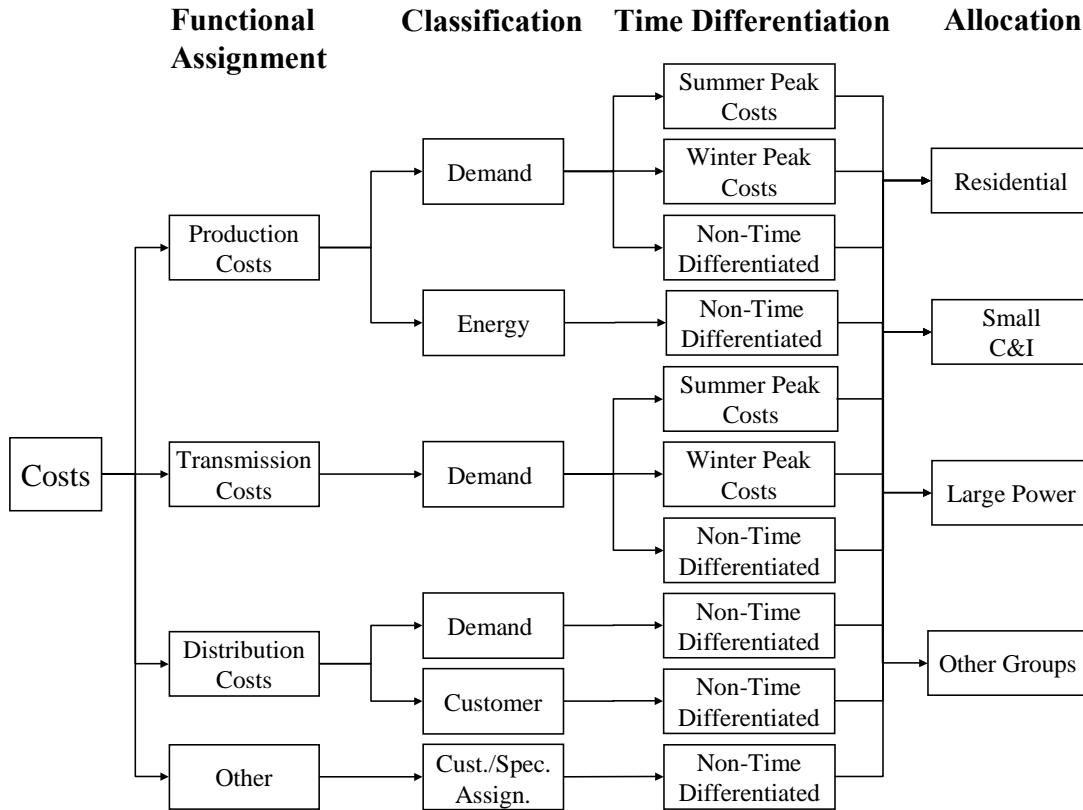 Functional
Assignment
Classification
Time Differentiation
Allocation
Costs
Production
Costs
Transmission
Costs
Distribution
Costs
Other
Demand
Energy
Demand
Demand
Customer
Cust./Spec.
Assign.
Summer Peak
Costs
Winter Peak
Costs
Non-Time
Differentiated
Non-Time
Differentiated
Summer Peak
Costs
Winter Peak
Costs
Non-Time
Differentiated
Non-Time
Differentiated
Non-Time
Differentiated
Non-Time
Differentiated
Residential
Small
C&I
Large Power
Other Groups